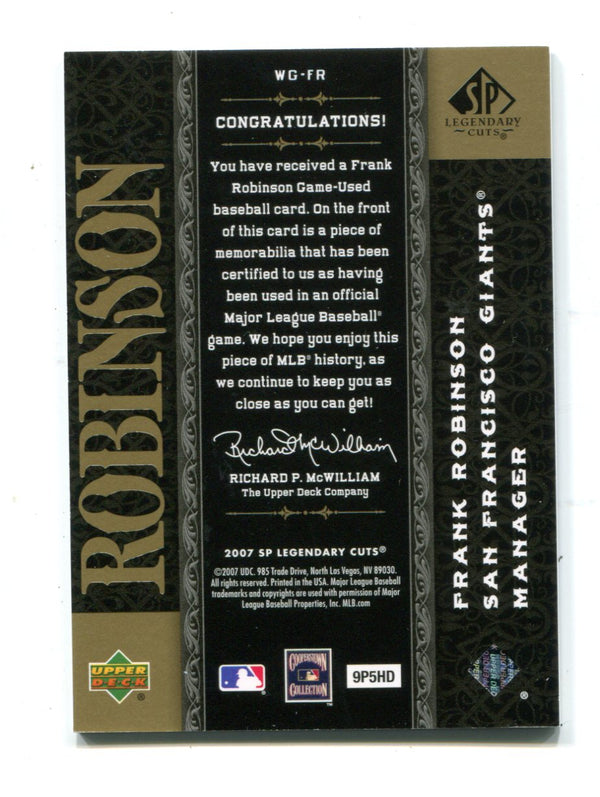 ROBINSON
WG-FR
CONGRATULATIONS!
You have received a Frank
Robinson Game-Used
baseball card. On the front
of this card is a piece of
memorabilia that has been
certified to us as having
been used in an official
Major League Baseball®
game. We hope you enjoy this
piece of MLB® history, as
we continue to keep you as
close as you can get!
Richard McWilliam
RICHARD P. McWILLIAM
The Upper Deck Company
2007 SP LEGENDARY CUTS®
©2007 UDC, 985 Trade Drive, North Las Vegas, NV 89030.
All rights reserved. Printed in the USA. Major League Baseball
trademarks and copyrights are used with permission of Major
League Baseball Properties, Inc. MLB.com
SP
LEGENDARY
~CUTS~®
FRANK ROBINSON
SAN FRANCISCO GIANTS®
MANAGER
UPPER
DECK
®
COOPERSTOWN
COLLECTION
™
9P5HD
®